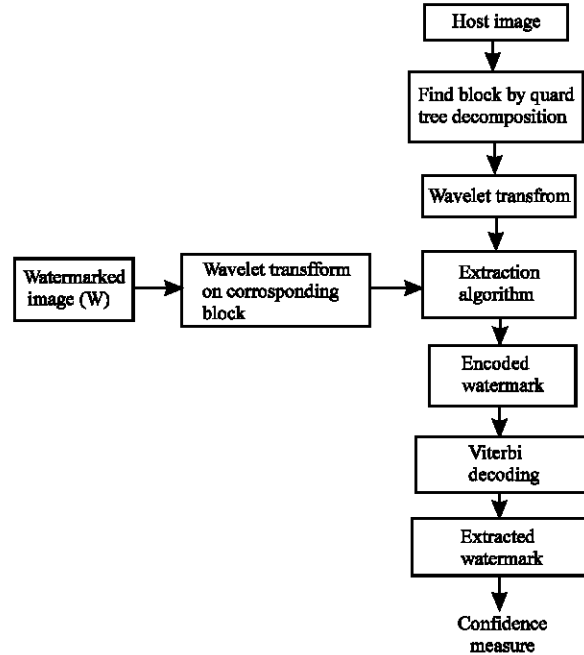 Host image
Find block by quard
tree decomposition
Wavelet transfrom
Watermarked
image (W)
Wavelet transfform
on corrosponding
block
Extraction
algorithm
Encoded
watermark
Viterbi
decoding
Extracted
watermark
Confidence
measure